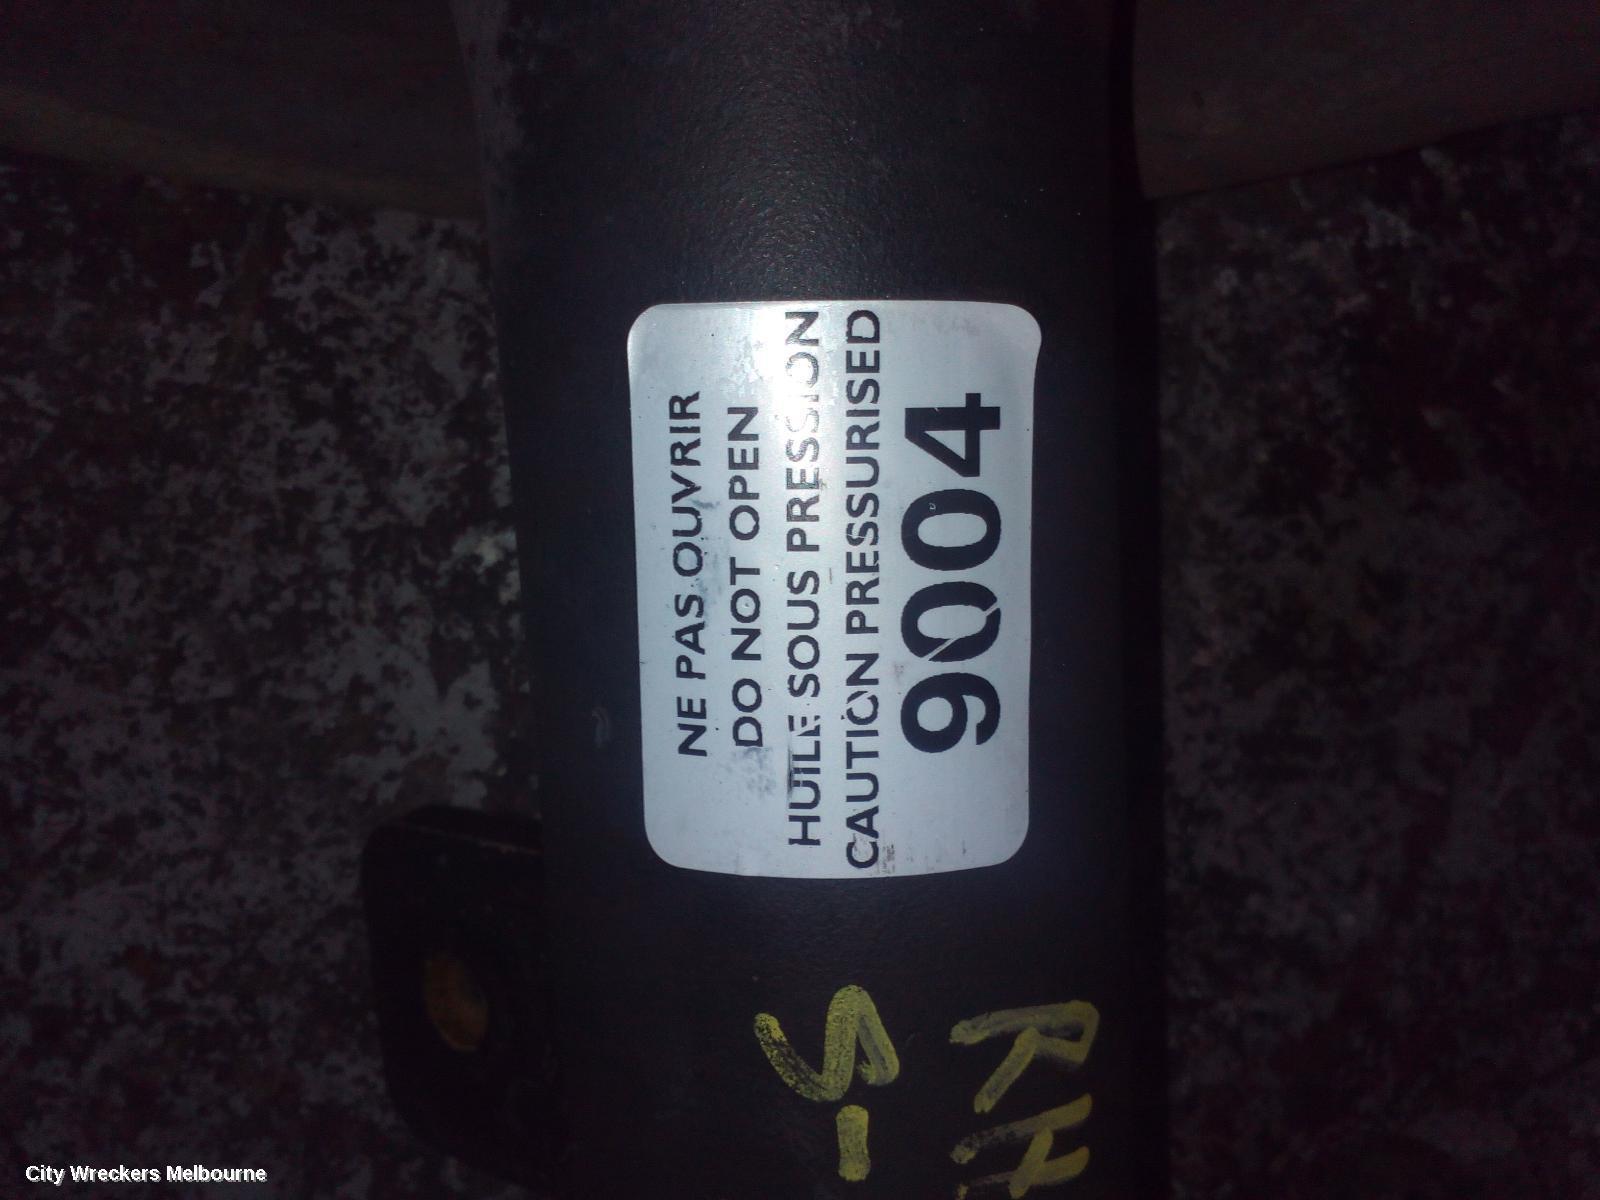 NE PAS OUVRIR
DO NOT OPEN
HUILE SOUS PRESSION
CAUTION PRESSURISED
9004
RH
City Wreckers Melbourne